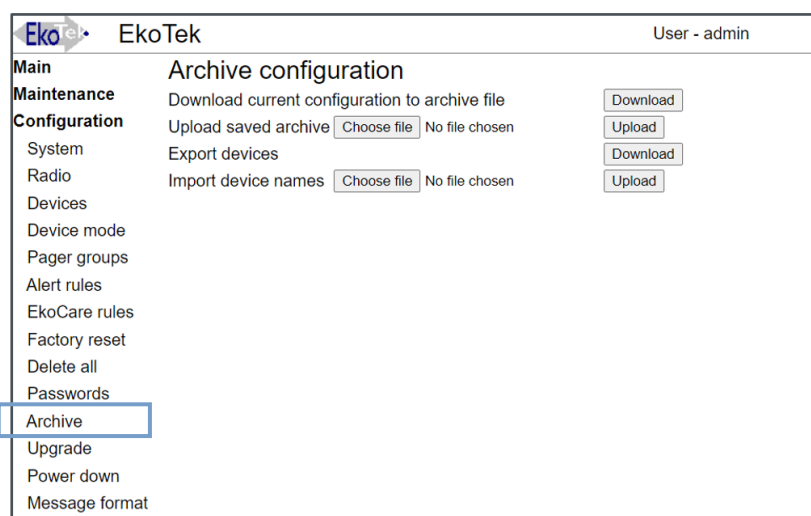 EkoTek EkoTek User - admin
Main
Maintenance
Configuration
System
Radio
Devices
Device mode
Pager groups
Alert rules
EkoCare rules
Factory reset
Delete all
Passwords
Archive
Upgrade
Power down
Message format
Archive configuration
Download current configuration to archive file Download
Upload saved archive Choose file No file chosen Upload
Export devices Download
Import device names Choose file No file chosen Upload